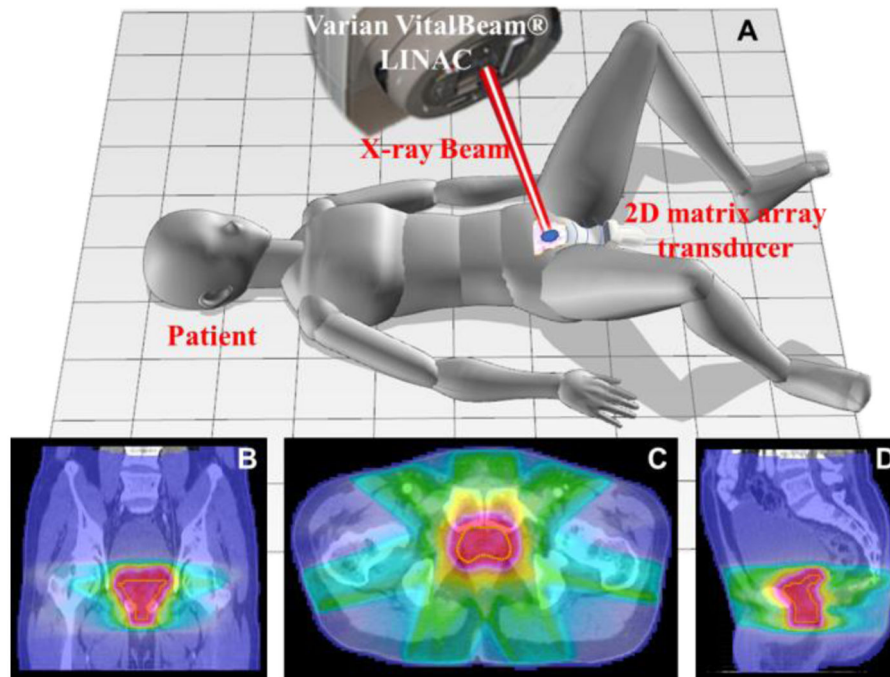 Varian VitalBeam®
LINAC
A
X-ray Beam
2D matrix array
transducer
Patient
B
C
D